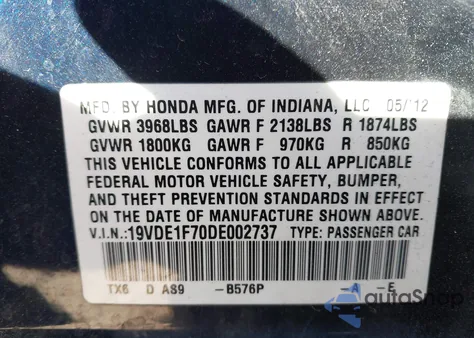 MFD. BY HONDA MFG. OF INDIANA, LLC 05/12
GVWR 3968LBS GAWR F 2138LBS R 1874LBS
GVWR 1800KG GAWR F 970KG R 850KG
THIS VEHICLE CONFORMS TO ALL APPLICABLE
FEDERAL MOTOR VEHICLE SAFETY, BUMPER,
AND THEFT PREVENTION STANDARDS IN EFFECT
ON THE DATE OF MANUFACTURE SHOWN ABOVE.
V.I.N.: 19VDE1F70DE002737 TYPE: PASSENGER CAR
TX6 D AS9 -B576P -A -E
autoSnap